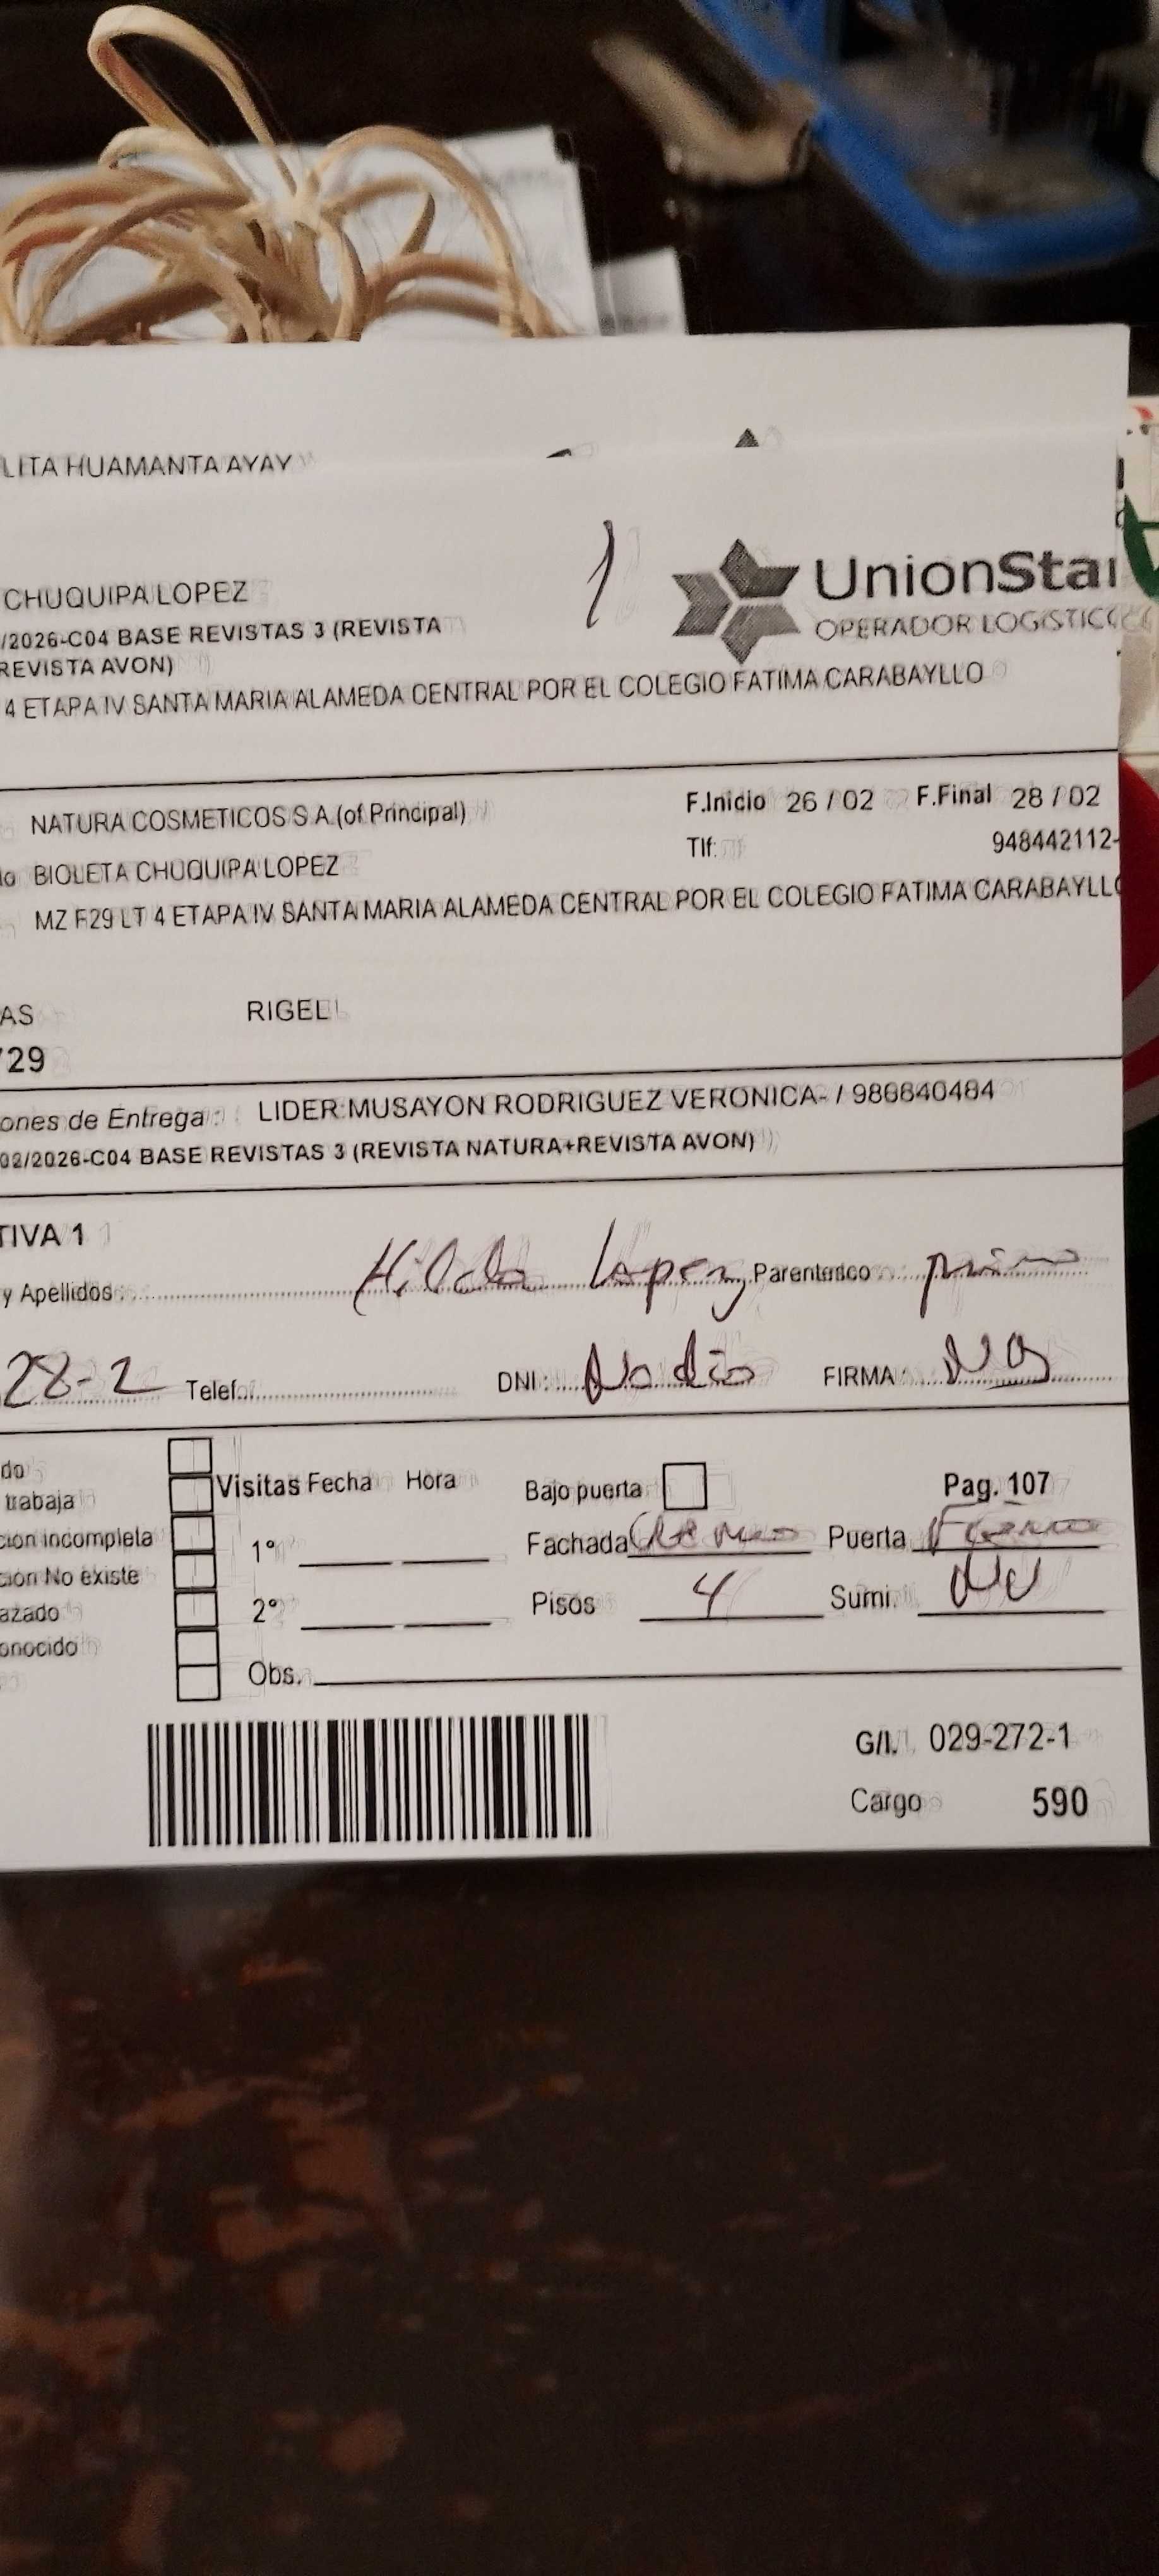 LITA HUAMANTA AYAY
CHUQUIPA LOPEZ
UnionStar
/2026-C04 BASE REVISTAS 3 (REVISTA
OPERADOR LOGISTICO
REVISTA AVON)
4 ETAPA IV SANTA MARIA ALAMEDA CENTRAL POR EL COLEGIO FATIMA CARABAYLLO
NATURA COSMETICOS S A (of Principal) F.Inicio 26 / 02 F.Final 28 / 02
Tlf: 948442112-
BIOLETA CHUQUIPA LOPEZ
MZ F29 LT 4 ETAPA IV SANTA MARIA ALAMEDA CENTRAL POR EL COLEGIO FATIMA CARABAYLLO
AS RIGEL
29
ones de Entrega : LIDER:MUSAYON RODRIGUEZ VERONICA- / 986840484
02/2026-C04 BASE REVISTAS 3 (REVISTA NATURA+REVISTA AVON)
TIVA 1
y Apellidos : Hilda Lopez Parentesco : prima
28-2 Telef. DNI : No dio FIRMA :
do
trabaja Visitas Fecha Hora Bajo puerta Pag. 107
cion incompleta 1° Fachada Puerta
cion No existe
azado 2° Pisos 4 Sumi.
onocido
Obs.
G/I. 029-272-1
Cargo 590